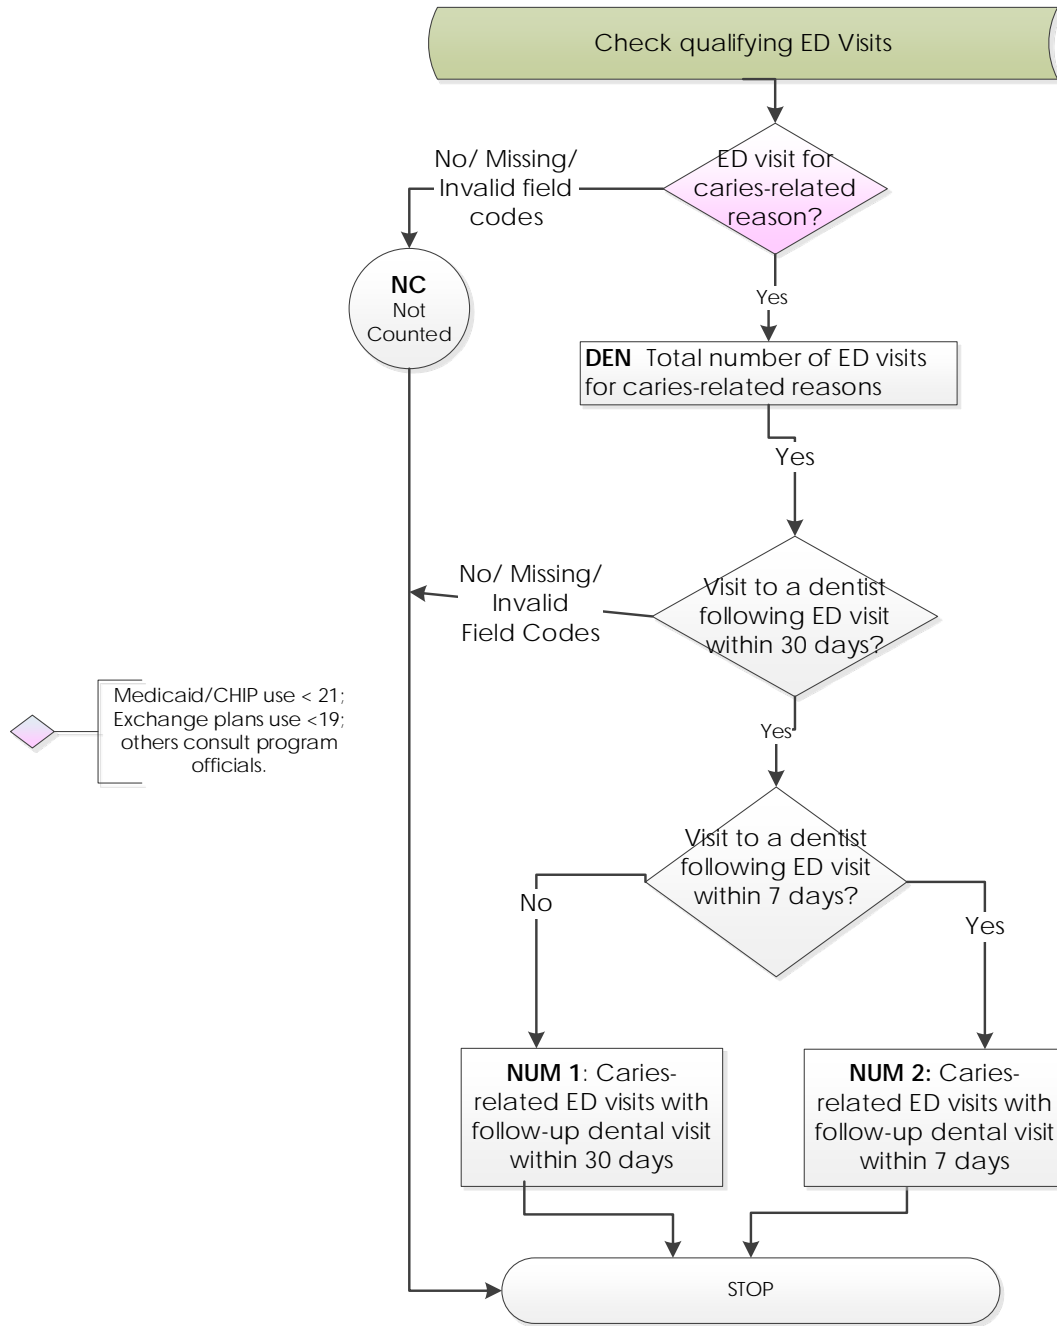 Check qualifying ED Visits
ED visit for
caries-related
reason?
No/ Missing/
Invalid field
codes
NC
Not
Counted
Yes
DEN Total number of ED visits
for caries-related reasons
Yes
Visit to a dentist
following ED visit
within 30 days?
No/ Missing/
Invalid
Field Codes
Medicaid/CHIP use < 21;
Exchange plans use <19;
others consult program
officials.
Yes
Visit to a dentist
following ED visit
within 7 days?
No
Yes
NUM 1: Caries-
related ED visits with
follow-up dental visit
within 30 days
NUM 2: Caries-
related ED visits with
follow-up dental visit
within 7 days
STOP